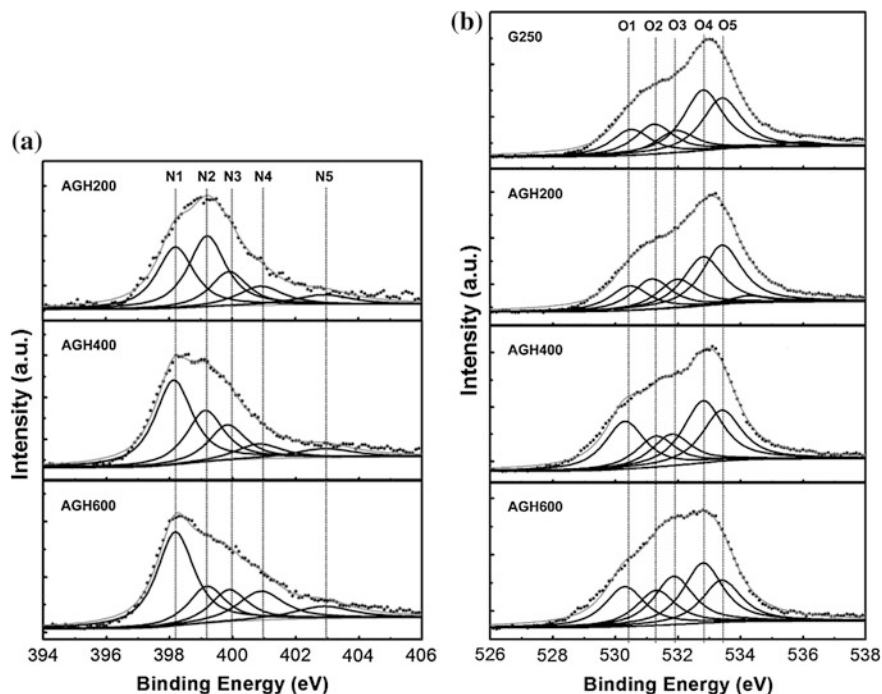 (a)
N1 N2 N3 N4 N5
AGH200
AGH400
AGH600
Intensity (a.u.)
394 396 398 400 402 404 406
Binding Energy (eV)
(b)
O1 O2 O3 O4 O5
G250
AGH200
AGH400
AGH600
Intensity (a.u.)
526 528 530 532 534 536 538
Binding Energy (eV)